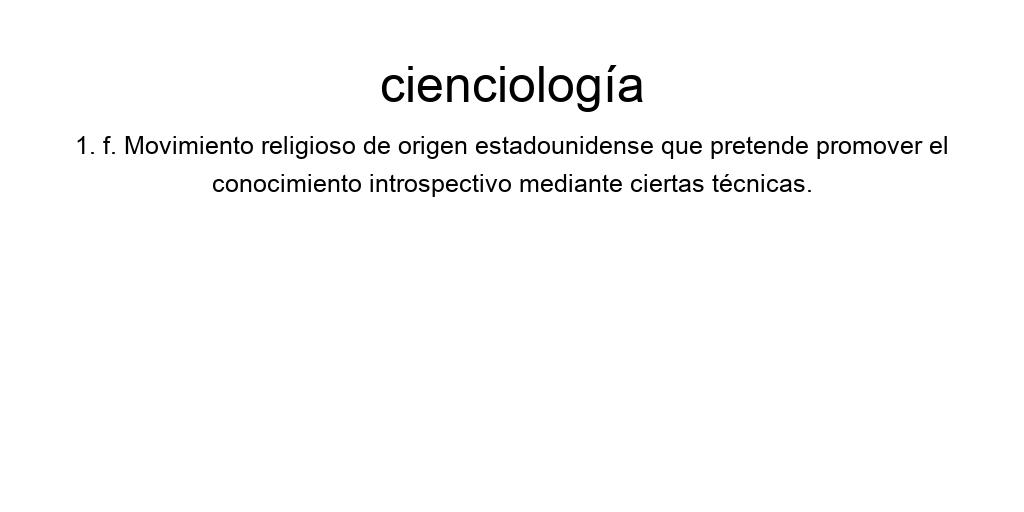 cienciología
1. f. Movimiento religioso de origen estadounidense que pretende promover el
conocimiento introspectivo mediante ciertas técnicas.